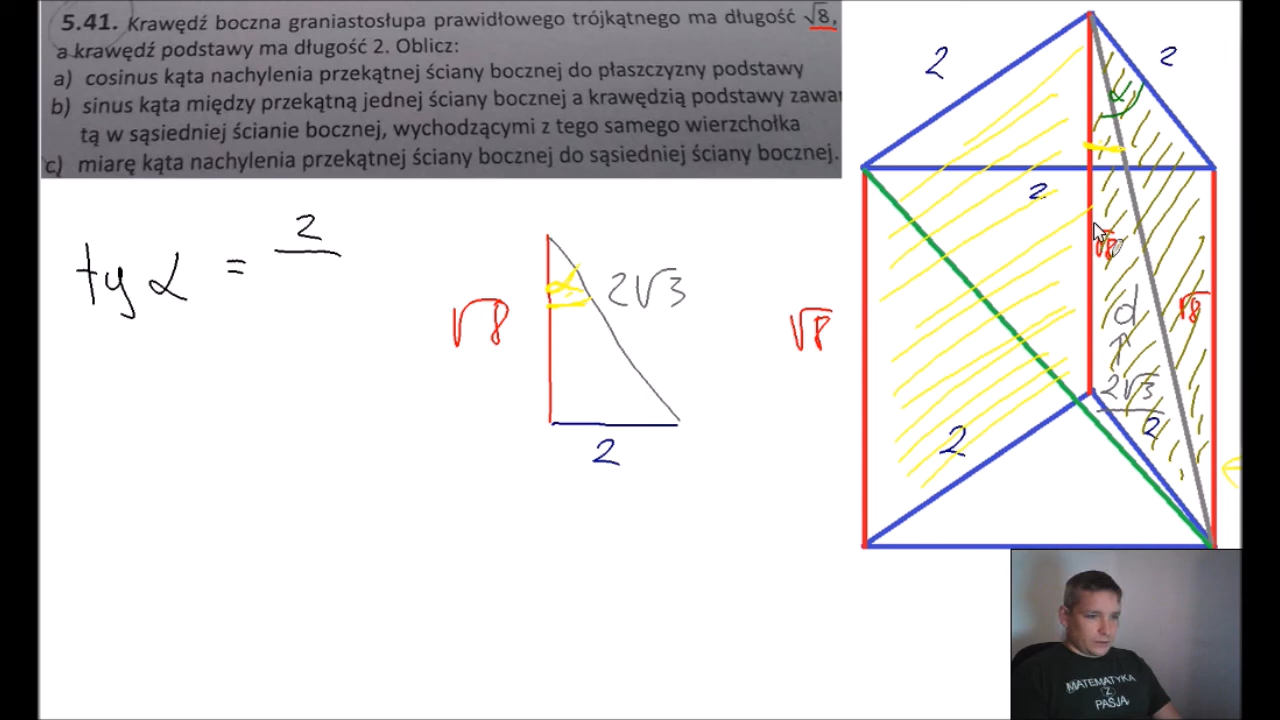 5.41. Krawędź boczna graniastosłupa prawidłowego trójkątnego ma długość √8,
a krawędź podstawy ma długość 2. Oblicz:
a) cosinus kąta nachylenia przekątnej ściany bocznej do płaszczyzny podstawy
b) sinus kąta między przekątną jednej ściany bocznej a krawędzią podstawy zawar
tą w sąsiedniej ścianie bocznej, wychodzącymi z tego samego wierzchołka
c) miarę kąta nachylenia przekątnej ściany bocznej do sąsiedniej ściany bocznej.
tg α = 2
√8
α
2√3
2
2
2
α
2
√8
√8
√8
d
↑
2√3
2
2
MATEMATYKA
Z
PASJĄ